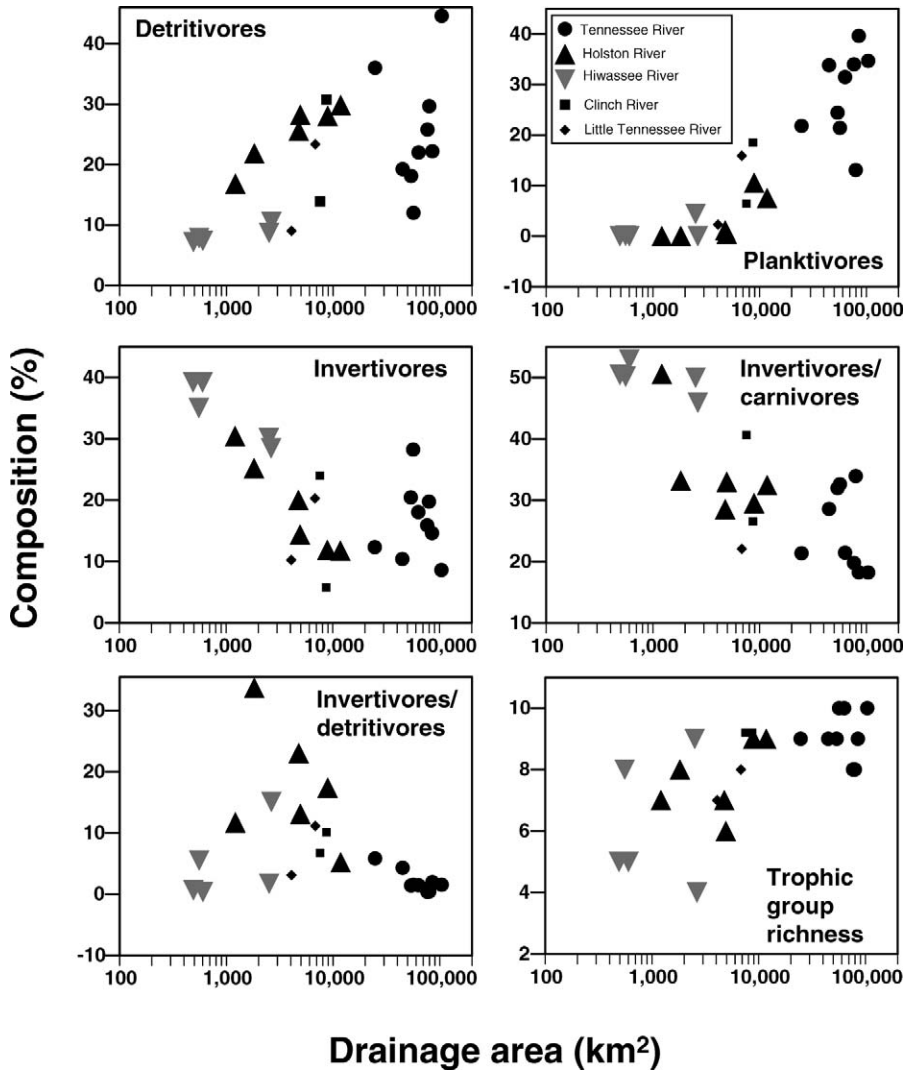 Detritivores
40
30
20
10
0
100 1,000 10,000 100,000
Tennessee River
Holston River
Hiwassee River
Clinch River
Little Tennessee River
40
30
20
10
0
-10
Planktivores
100 1,000 10,000 100,000
Composition (%)
Invertivores
40
30
20
10
0
100 1,000 10,000 100,000
Invertivores/
carnivores
50
40
30
20
10
100 1,000 10,000 100,000
Invertivores/
detritivores
30
20
10
0
-10
100 1,000 10,000 100,000
10
8
6
4
2
Trophic
group
richness
100 1,000 10,000 100,000
Drainage area (km²)